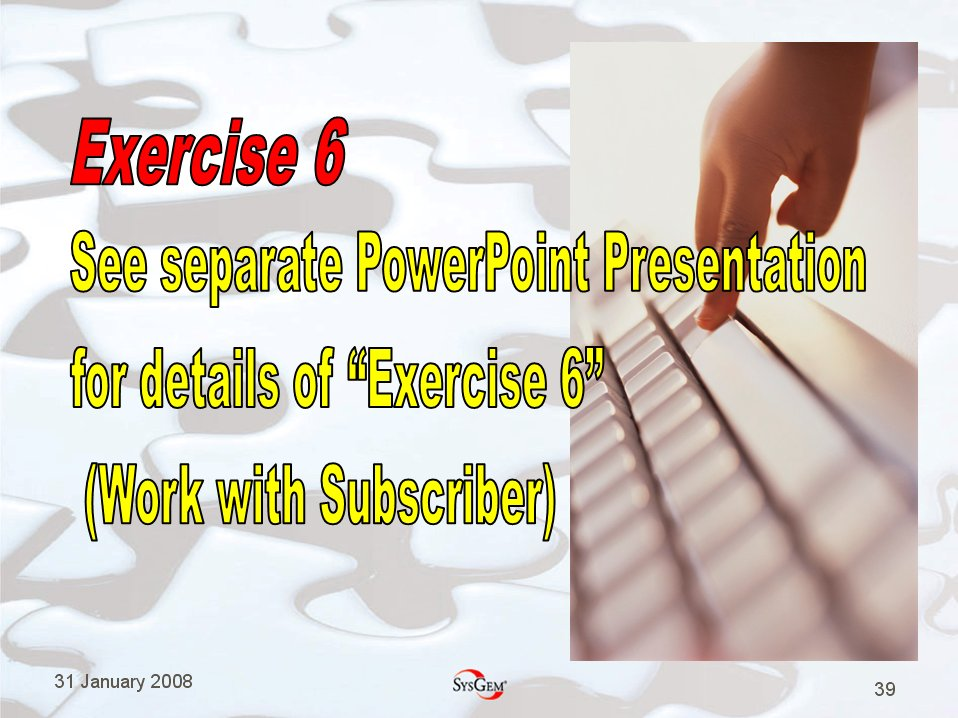 Exercise 6
See separate PowerPoint Presentation
for details of “Exercise 6”
(Work with Subscriber)
31 January 2008
SYSGEM®
39